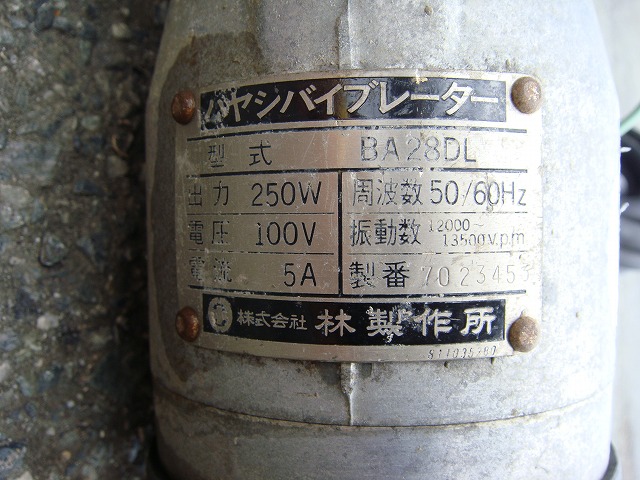 ハヤシバイブレーター
型式 BA28DL
出力 250W 周波数 50/60Hz
電圧 100V 振動数 12000~13500v.p.m
電流 5A 製番 7023453
株式会社 林製作所